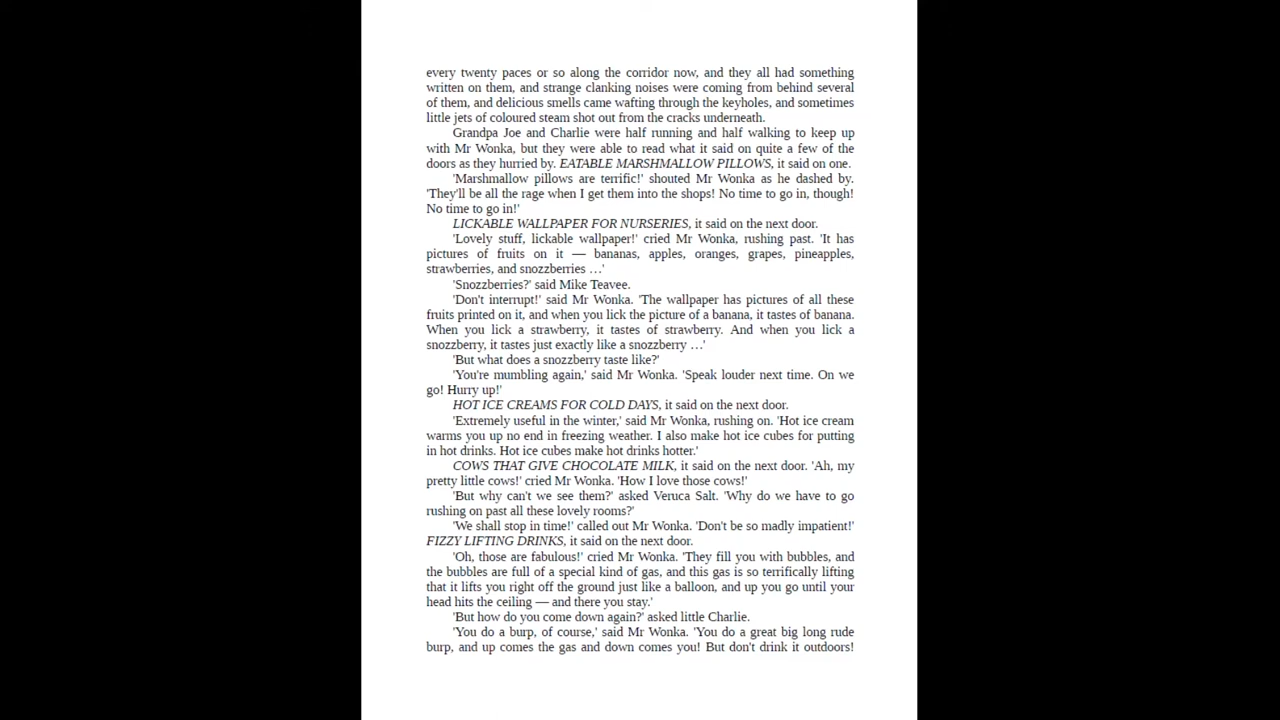 every twenty paces or so along the corridor now, and they all had something
written on them, and strange clanking noises were coming from behind several
of them, and delicious smells came wafting through the keyholes, and sometimes
little jets of coloured steam shot out from the cracks underneath.
Grandpa Joe and Charlie were half running and half walking to keep up
with Mr Wonka, but they were able to read what it said on quite a few of the
doors as they hurried by. EATABLE MARSHMALLOW PILLOWS, it said on one.
'Marshmallow pillows are terrific!' shouted Mr Wonka as he dashed by.
'They'll be all the rage when I get them into the shops! No time to go in, though!
No time to go in!'
LICKABLE WALLPAPER FOR NURSERIES, it said on the next door.
'Lovely stuff, lickable wallpaper!' cried Mr Wonka, rushing past. 'It has
pictures of fruits on it — bananas, apples, oranges, grapes, pineapples,
strawberries, and snozzberries …'
'Snozzberries?' said Mike Teavee.
'Don't interrupt!' said Mr Wonka. 'The wallpaper has pictures of all these
fruits printed on it, and when you lick the picture of a banana, it tastes of banana.
When you lick a strawberry, it tastes of strawberry. And when you lick a
snozzberry, it tastes just exactly like a snozzberry …'
'But what does a snozzberry taste like?'
'You're mumbling again,' said Mr Wonka. 'Speak louder next time. On we
go! Hurry up!'
HOT ICE CREAMS FOR COLD DAYS, it said on the next door.
'Extremely useful in the winter,' said Mr Wonka, rushing on. 'Hot ice cream
warms you up no end in freezing weather. I also make hot ice cubes for putting
in hot drinks. Hot ice cubes make hot drinks hotter.'
COWS THAT GIVE CHOCOLATE MILK, it said on the next door. 'Ah, my
pretty little cows!' cried Mr Wonka. 'How I love those cows!'
'But why can't we see them?' asked Veruca Salt. 'Why do we have to go
rushing on past all these lovely rooms?'
'We shall stop in time!' called out Mr Wonka. 'Don't be so madly impatient!'
FIZZY LIFTING DRINKS, it said on the next door.
'Oh, those are fabulous!' cried Mr Wonka. 'They fill you with bubbles, and
the bubbles are full of a special kind of gas, and this gas is so terrifically lifting
that it lifts you right off the ground just like a balloon, and up you go until your
head hits the ceiling — and there you stay.'
'But how do you come down again?' asked little Charlie.
'You do a burp, of course,' said Mr Wonka. 'You do a great big long rude
burp, and up comes the gas and down comes you! But don't drink it outdoors!